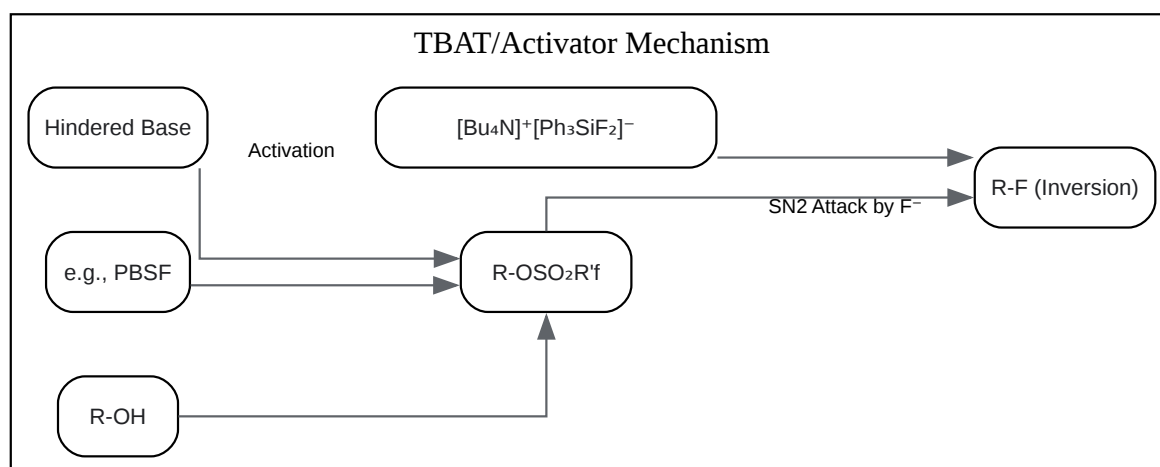 TBAT/Activator Mechanism
Hindered Base
Activation
[Bu₄N]⁺[Ph₃SiF₂]⁻
R-F (Inversion)
SN2 Attack by F⁻
e.g., PBSF
R-OSO₂R'f
R-OH